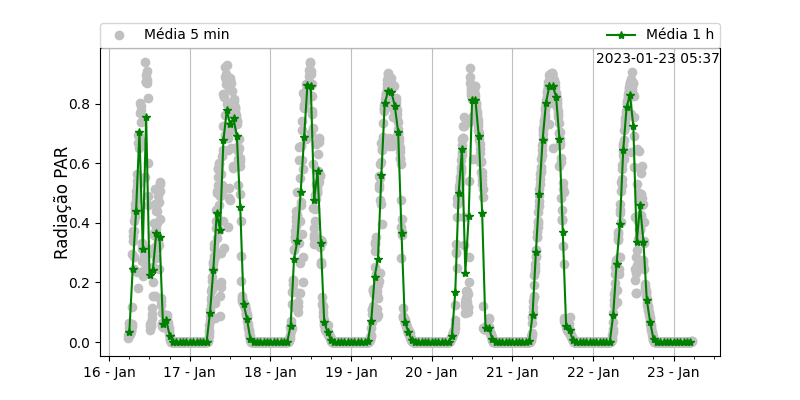 Média 5 min
Média 1 h
2023-01-23 05:37
Radiação PAR
0.8
0.6
0.4
0.2
0.0
16 - Jan
17 - Jan
18 - Jan
19 - Jan
20 - Jan
21 - Jan
22 - Jan
23 - Jan